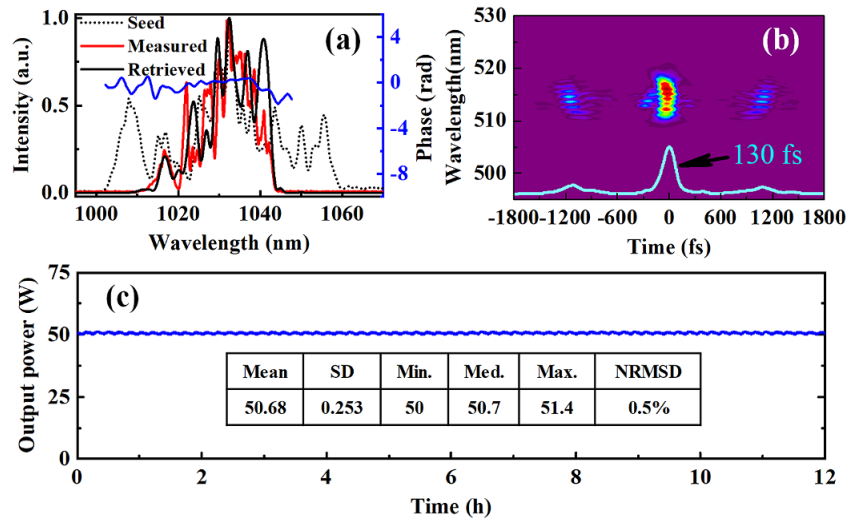 (a)
Seed
Measured
Retrieved
Intensity (a.u.)
1.0
0.5
0.0
1000 1020 1040 1060
Wavelength (nm)
4
0
-4
-8
Phase (rad)
(b)
Wavelength(nm)
530
520
510
500
130 fs
-1800 -1200 -600 0 600 1200 1800
Time (fs)
(c)
Output power (W)
75
50
25
0
Mean SD Min. Med. Max. NRMSD
50.68 0.253 50 50.7 51.4 0.5%
0 2 4 6 8 10 12
Time (h)